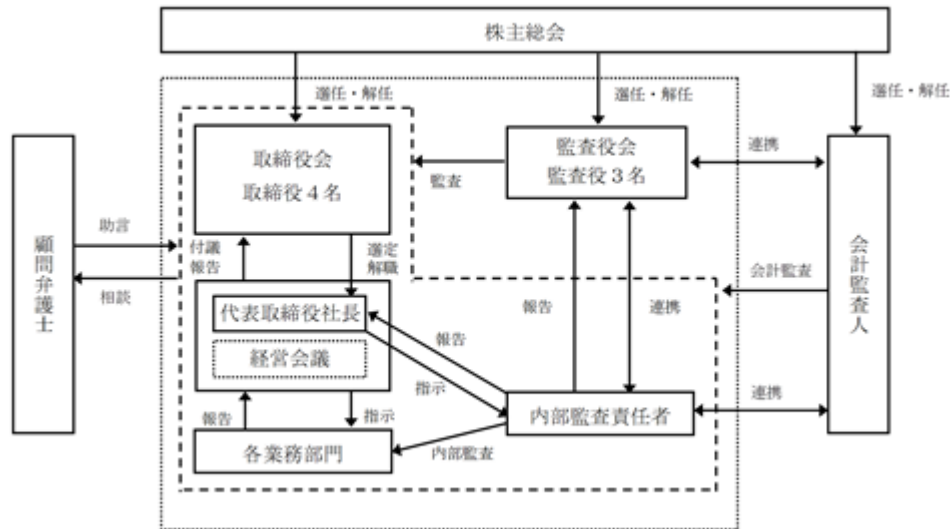 株主総会
選任・解任
選任・解任
選任・解任
取締役会
取締役４名
監査役会
監査役３名
監査
連携
顧問弁護士
助言
相談
付議
報告
選定
解職
会計監査人
会計監査
代表取締役社長
経営会議
報告
指示
報告
連携
報告
指示
内部監査責任者
連携
各業務部門
内部監査